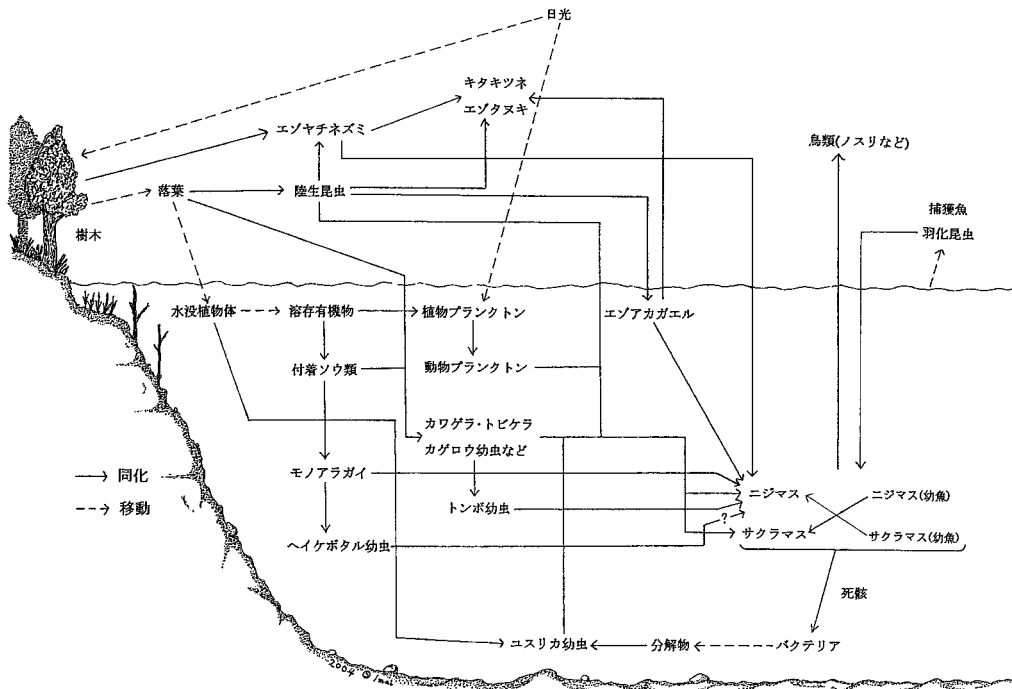 日光
キタキツネ
エゾタヌキ
エゾヤチネズミ
鳥類(ノスリなど)
落葉
陸生昆虫
捕獲魚
羽化昆虫
樹木
水没植物体
溶存有機物
植物プランクトン
エゾアカガエル
付着ソウ類
動物プランクトン
カワゲラ・トビケラ
カゲロウ幼虫など
モノアラガイ
同化
ニジマス
ニジマス(幼魚)
移動
トンボ幼虫
?
サクラマス
サクラマス(幼魚)
ヘイケボタル幼虫
死骸
ユスリカ幼虫
分解物
バクテリア
2004